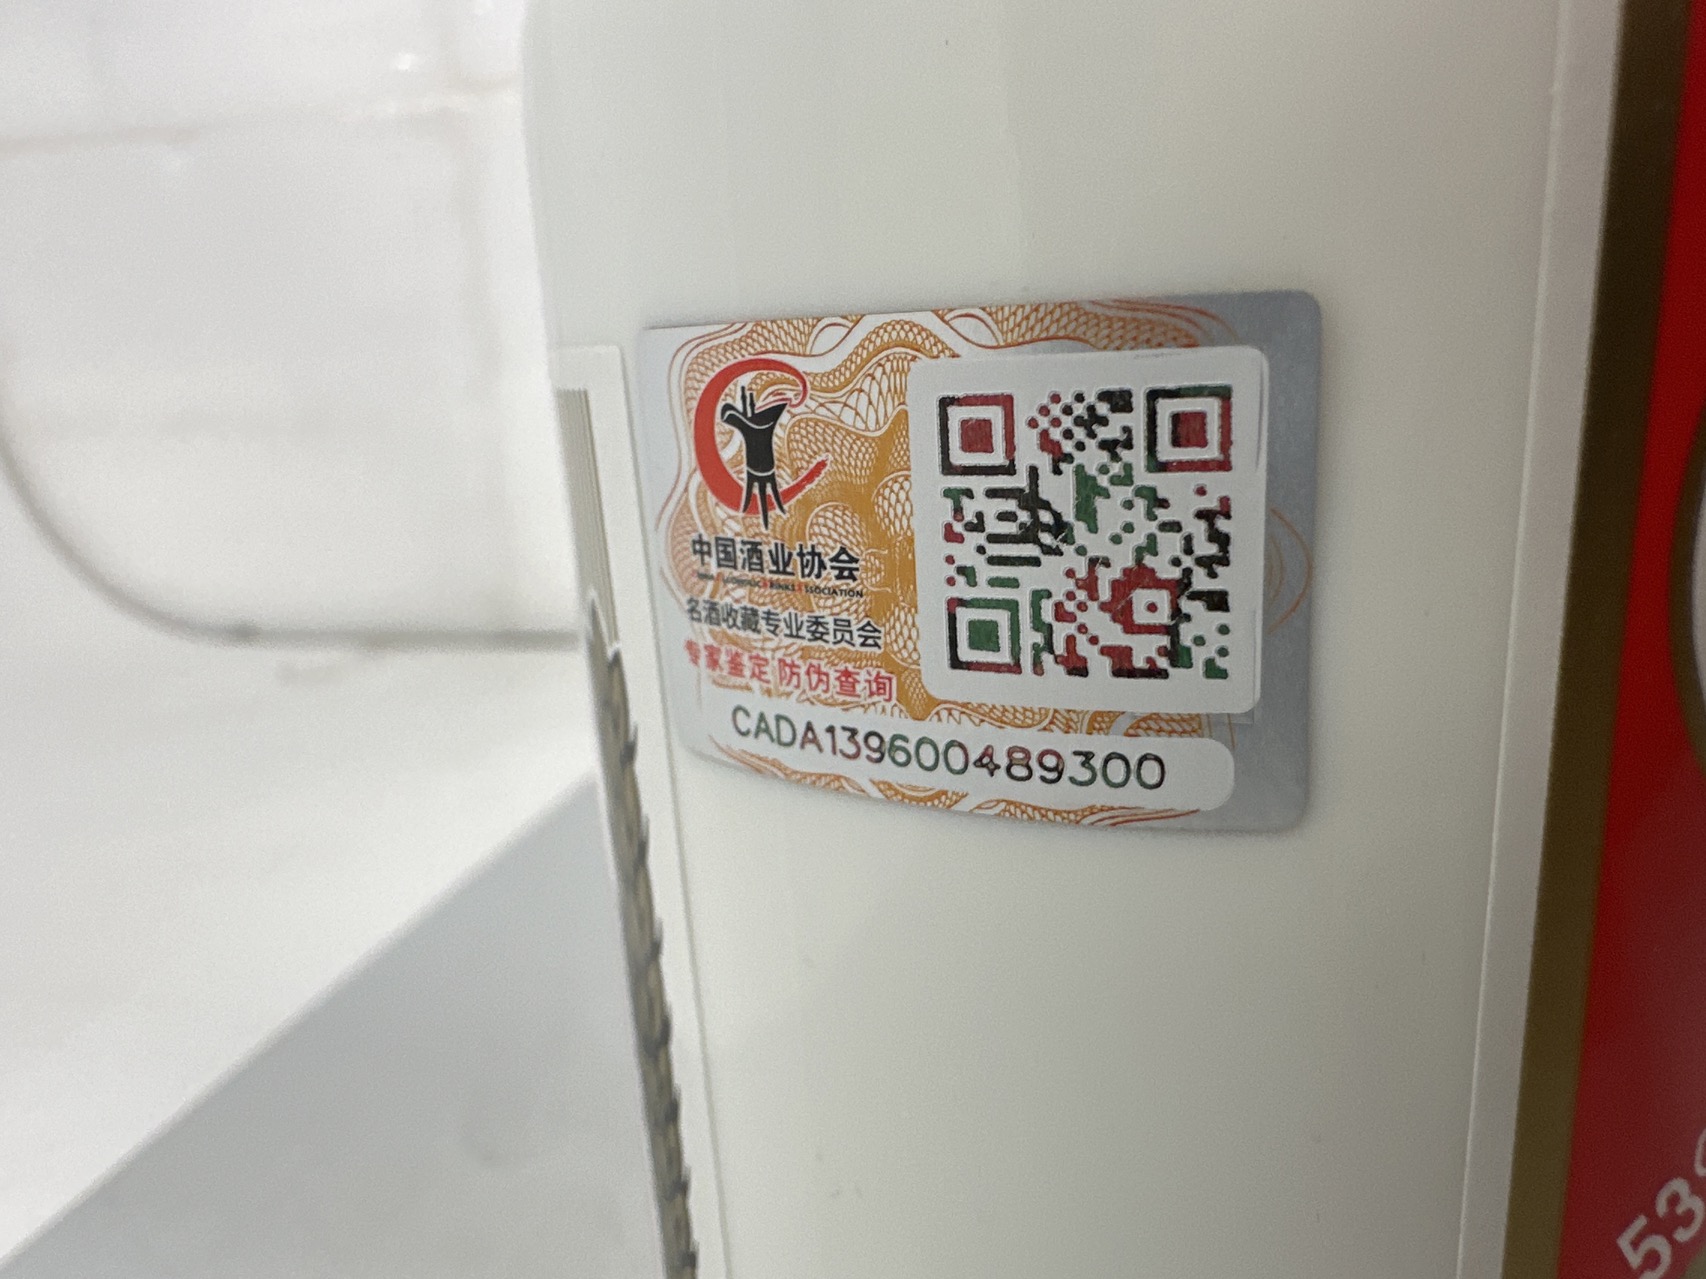 中国酒业协会
名酒收藏专业委员会
专家鉴定 防伪查询
CADA139600489300
53